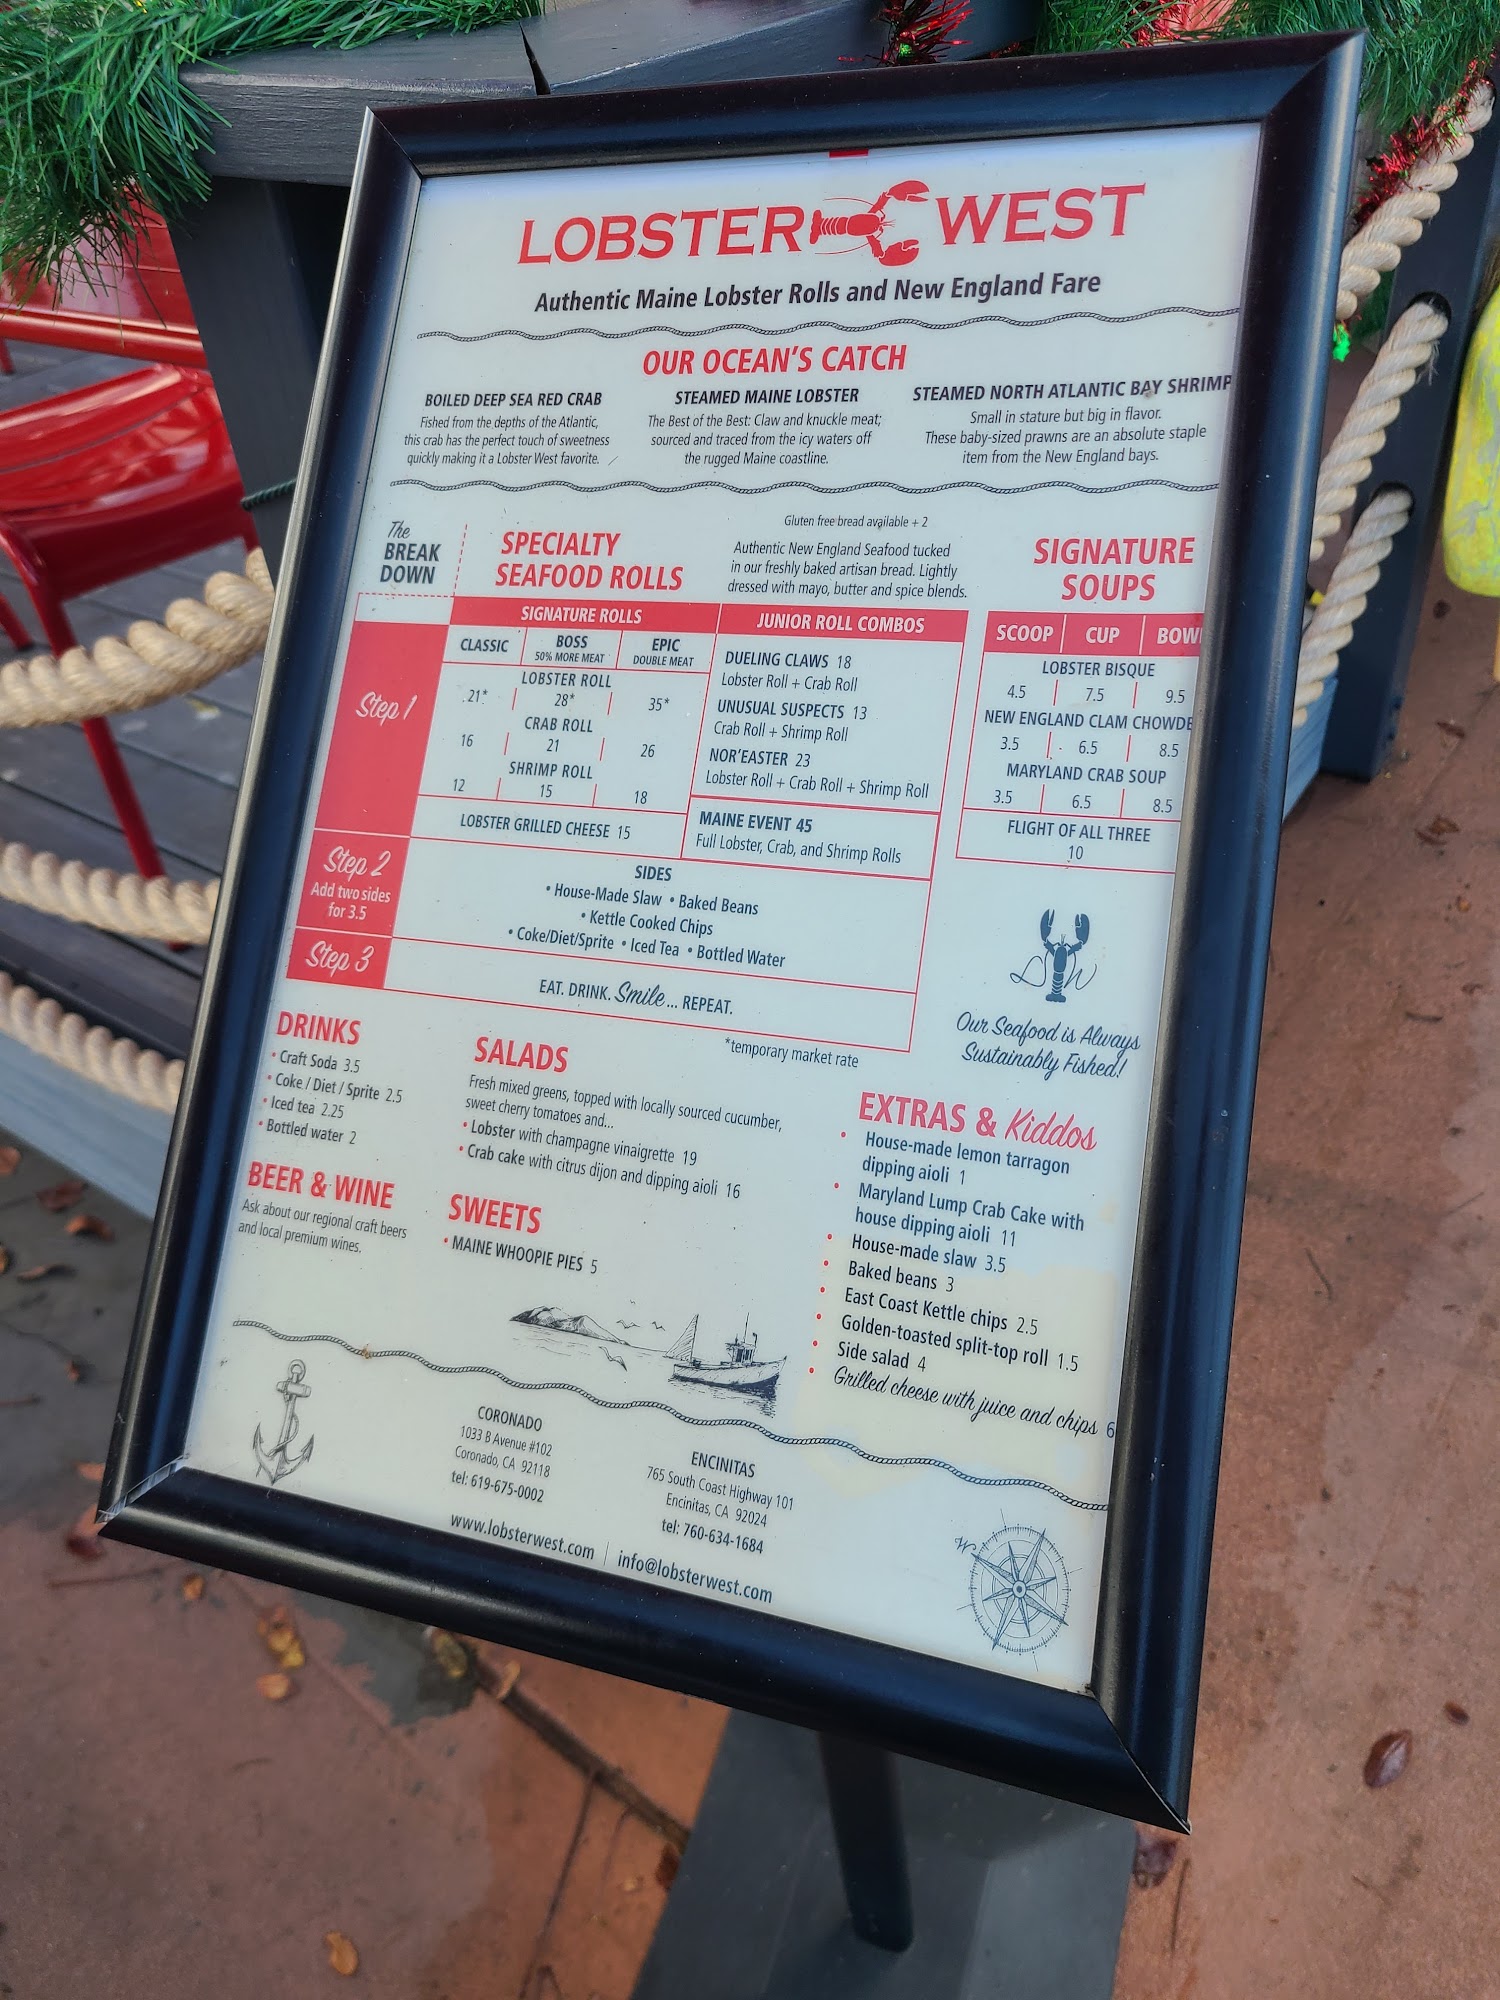 LOBSTER WEST
Authentic Maine Lobster Rolls and New England Fare
OUR OCEAN'S CATCH
BOILED DEEP SEA RED CRAB
Fished from the depths of the Atlantic,
this crab has the perfect touch of sweetness
quickly making it a Lobster West favorite.
STEAMED MAINE LOBSTER
The Best of the Best: Claw and knuckle meat;
sourced and traced from the icy waters off
the rugged Maine coastline.
STEAMED NORTH ATLANTIC BAY SHRIMP
Small in stature but big in flavor.
These baby-sized prawns are an absolute staple
item from the New England bays.
The
BREAK
DOWN
SPECIALTY
SEAFOOD ROLLS
Gluten free bread available + 2
Authentic New England Seafood tucked
in our freshly baked artisan bread. Lightly
dressed with mayo, butter and spice blends.
Step 1
SIGNATURE ROLLS
CLASSIC
BOSS
50% MORE MEAT
EPIC
DOUBLE MEAT
LOBSTER ROLL
21* 28* 35*
CRAB ROLL
16 21 26
SHRIMP ROLL
12 15 18
LOBSTER GRILLED CHEESE 15
JUNIOR ROLL COMBOS
DUELING CLAWS 18
Lobster Roll + Crab Roll
UNUSUAL SUSPECTS 13
Crab Roll + Shrimp Roll
NOR'EASTER 23
Lobster Roll + Crab Roll + Shrimp Roll
MAINE EVENT 45
Full Lobster, Crab, and Shrimp Rolls
Step 2
Add two sides
for 3.5
SIDES
• House-Made Slaw • Baked Beans
• Kettle Cooked Chips
• Coke/Diet/Sprite • Iced Tea • Bottled Water
Step 3
EAT. DRINK. Smile... REPEAT.
*temporary market rate
SIGNATURE
SOUPS
SCOOP CUP BOWL
LOBSTER BISQUE
4.5 7.5 9.5
NEW ENGLAND CLAM CHOWDE
3.5 6.5 8.5
MARYLAND CRAB SOUP
3.5 6.5 8.5
FLIGHT OF ALL THREE
10
L W
Our Seafood is Always
Sustainably Fished!
DRINKS
• Craft Soda 3.5
• Coke / Diet / Sprite 2.5
• Iced tea 2.25
• Bottled water 2
BEER & WINE
Ask about our regional craft beers
and local premium wines.
SALADS
Fresh mixed greens, topped with locally sourced cucumber,
sweet cherry tomatoes and...
• Lobster with champagne vinaigrette 19
• Crab cake with citrus dijon and dipping aioli 16
SWEETS
• MAINE WHOOPIE PIES 5
EXTRAS & Kiddos
• House-made lemon tarragon
dipping aioli 1
• Maryland Lump Crab Cake with
house dipping aioli 11
• House-made slaw 3.5
• Baked beans 3
• East Coast Kettle chips 2.5
• Golden-toasted split-top roll 1.5
• Side salad 4
• Grilled cheese with juice and chips 6
CORONADO
1033 B Avenue #102
Coronado, CA 92118
tel: 619-675-0002
ENCINITAS
765 South Coast Highway 101
Encinitas, CA 92024
tel: 760-634-1684
www.lobsterwest.com | info@lobsterwest.com
W